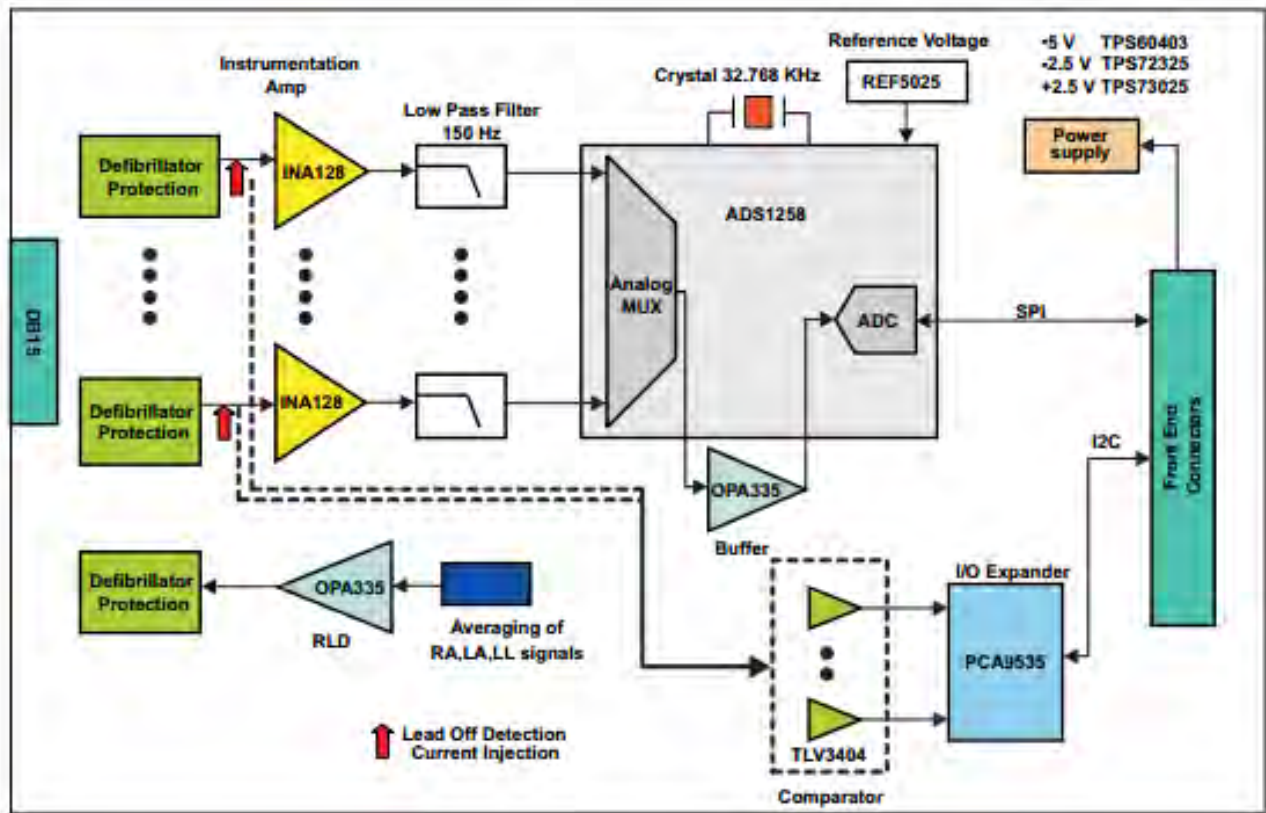 Reference Voltage
-5 V TPS60403
-2.5 V TPS72325
+2.5 V TPS73025
Instrumentation
Amp
Crystal 32.768 KHz
REF5025
Low Pass Filter
150 Hz
Power
supply
Defibrillator
Protection
INA128
ADS1258
DB15
Analog
MUX
ADC
SPI
Defibrillator
Protection
INA128
Front End
Connectors
I2C
OPA335
Buffer
Defibrillator
Protection
OPA335
RLD
Averaging of
RA,LA,LL signals
I/O Expander
PCA9535
Lead Off Detection
Current Injection
TLV3404
Comparator